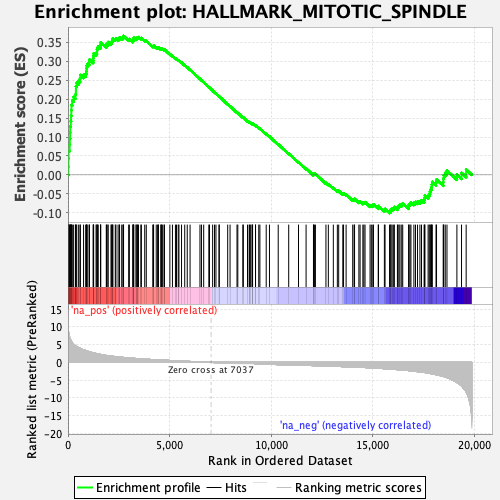 Enrichment plot: HALLMARK_MITOTIC_SPINDLE
Enrichment score (ES)
0.35
0.30
0.25
0.20
0.15
0.10
0.05
0.00
-0.05
-0.10
'na_pos' (positively correlated)
Ranked list metric (PreRanked)
15
10
5
0
-5
-10
-15
-20
Zero cross at 7037
'na_neg' (negatively correlated)
0
5,000
10,000
15,000
20,000
Rank in Ordered Dataset
Enrichment profile
Hits
Ranking metric scores